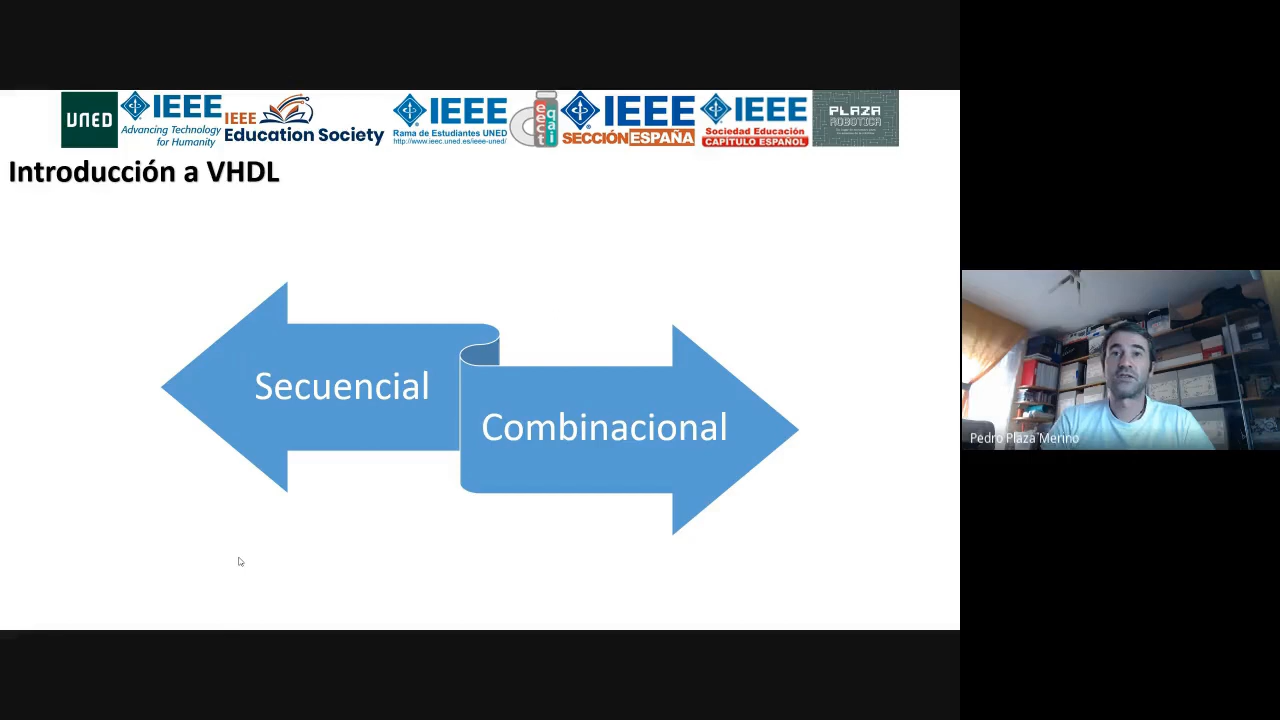 UNED
IEEE
Advancing Technology
for Humanity
IEEE
Education Society
IEEE
Rama de Estudiantes UNED
http://www.ieec.uned.es/ieee-uned/
IEEE
SECCIÓN ESPAÑA
IEEE
Sociedad Educación
CAPÍTULO ESPAÑOL
PLAZA
ROBOTICA
Introducción a VHDL
Secuencial
Combinacional
Pedro Plaza Merino